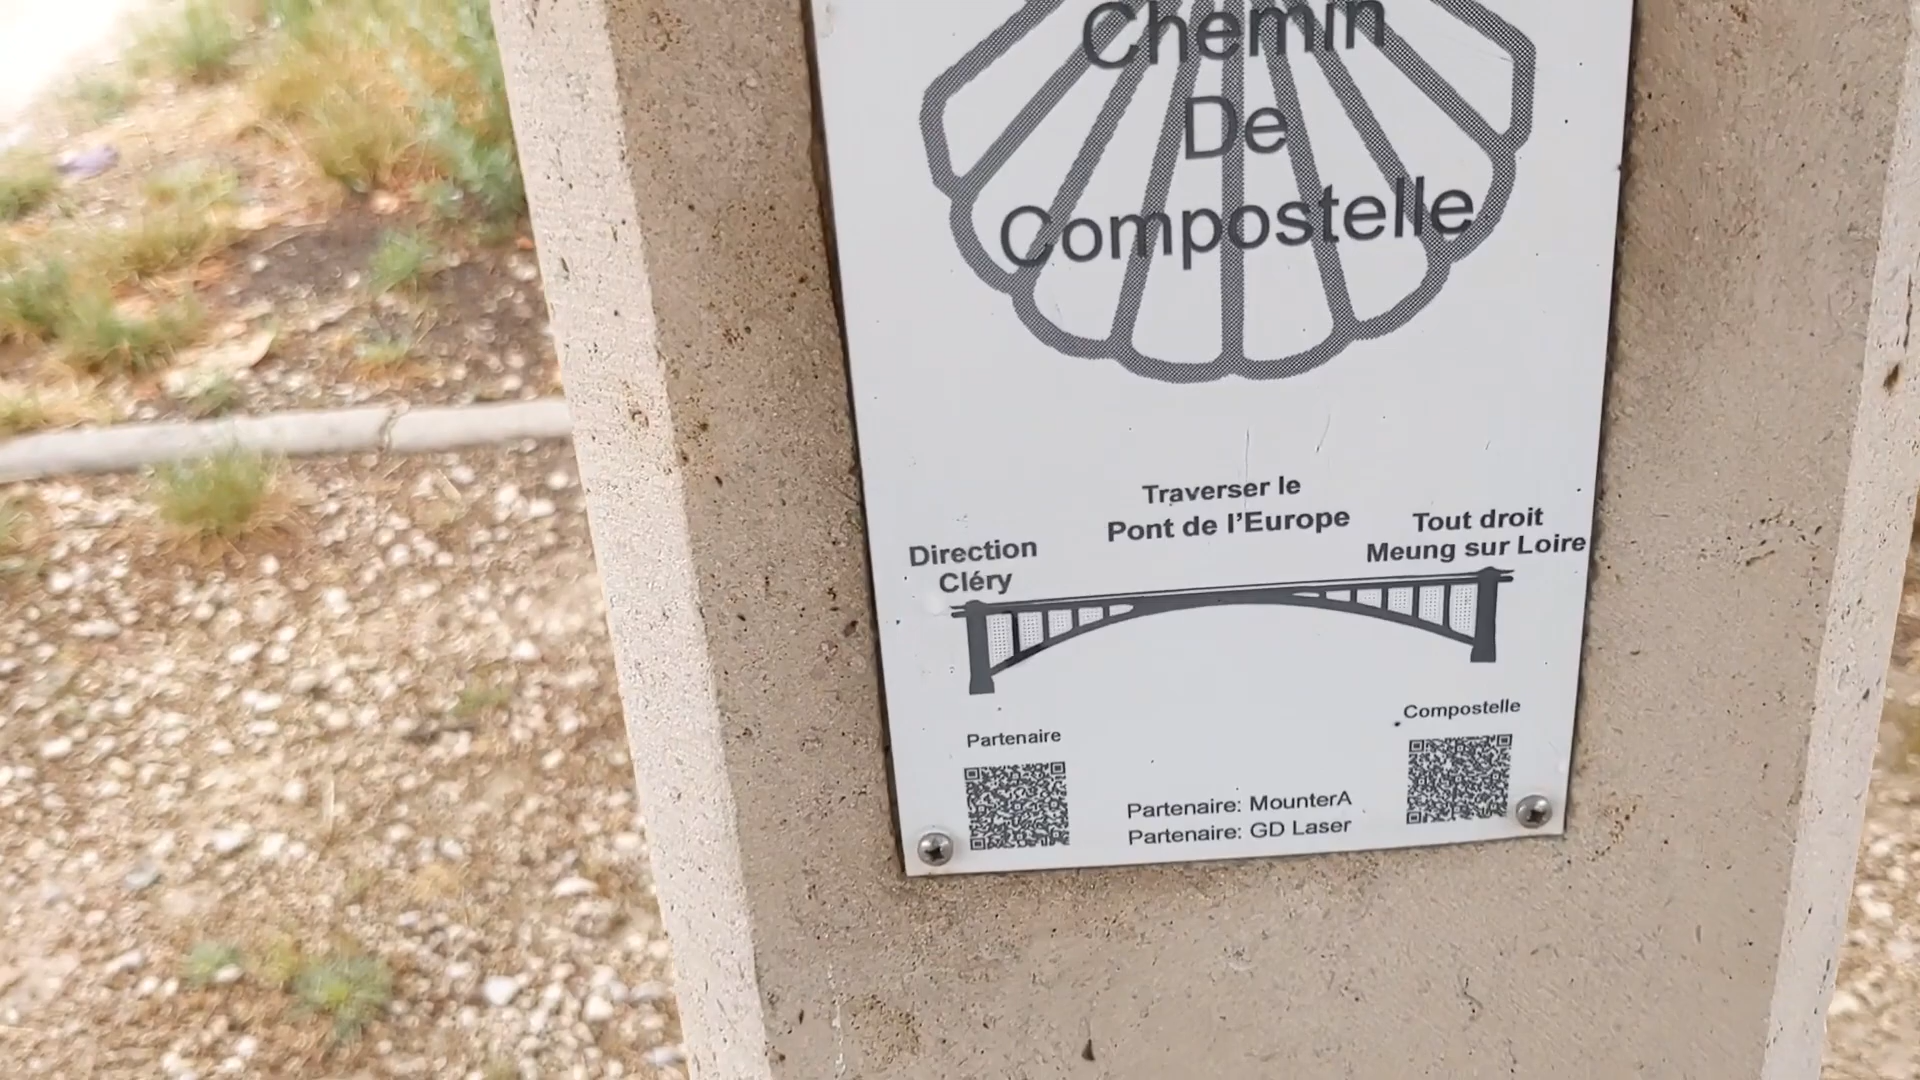 Chemin
De
Compostelle
Traverser le
Pont de l'Europe
Direction
Cléry
Tout droit
Meung sur Loire
Partenaire
Compostelle
Partenaire: MounterA
Partenaire: GD Laser